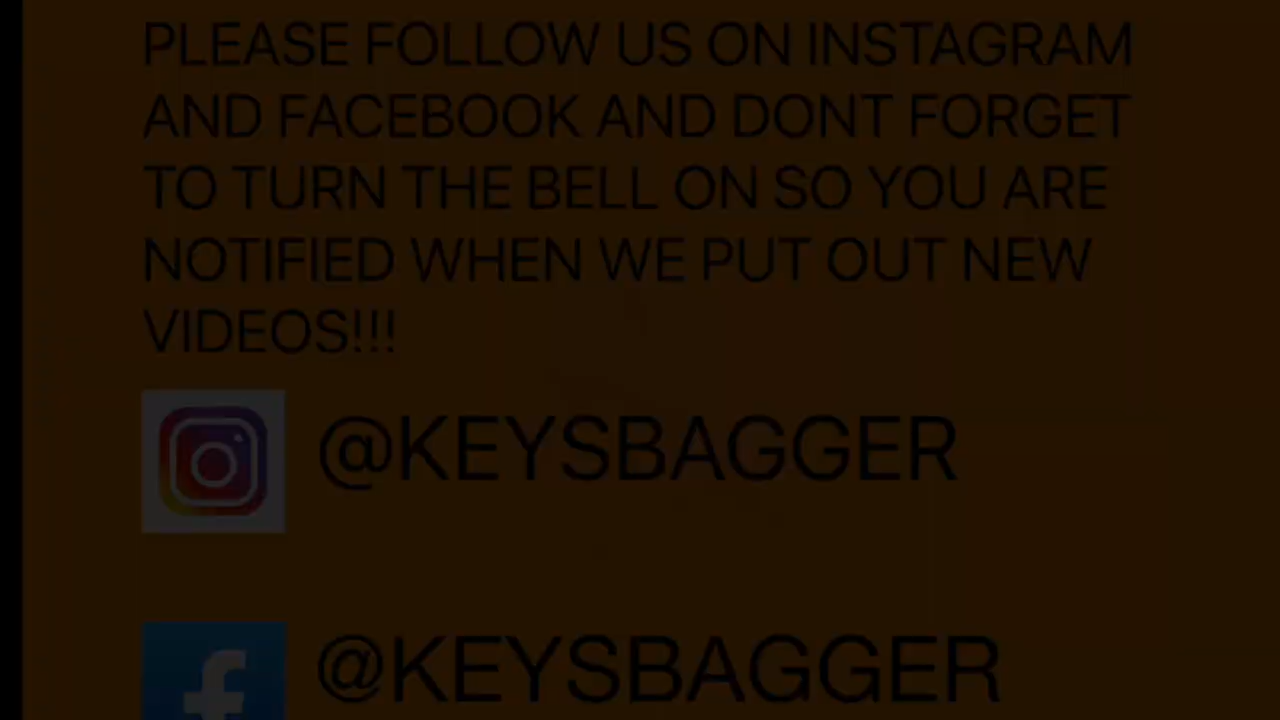 PLEASE FOLLOW US ON INSTAGRAM
AND FACEBOOK AND DONT FORGET
TO TURN THE BELL ON SO YOU ARE
NOTIFIED WHEN WE PUT OUT NEW
VIDEOS!!!
@KEYSBAGGER
@KEYSBAGGER